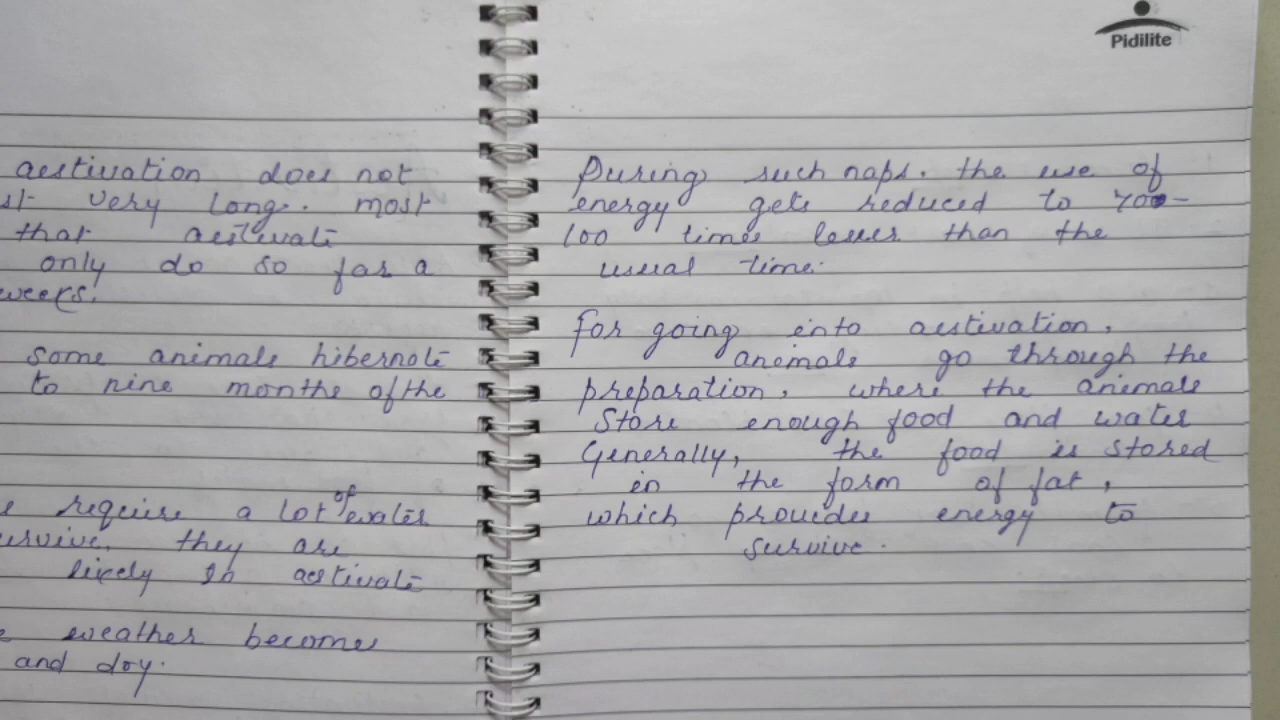 aestivation does not
very long. most
that aestivate
only do so for a
weeks.
some animals hibernate
to nine months of the
require a lot of water
they are
likely to aestivate
weather become
and dry.
Pidilite
During such naps. the use of
energy gets reduced to 70-
100 times lesser than the
usual time.
for going into aestivation,
animals go through the
preparation, where the animals
Store enough food and water
Generally, the food is stored
in the form of fat,
which provides energy to
survive.